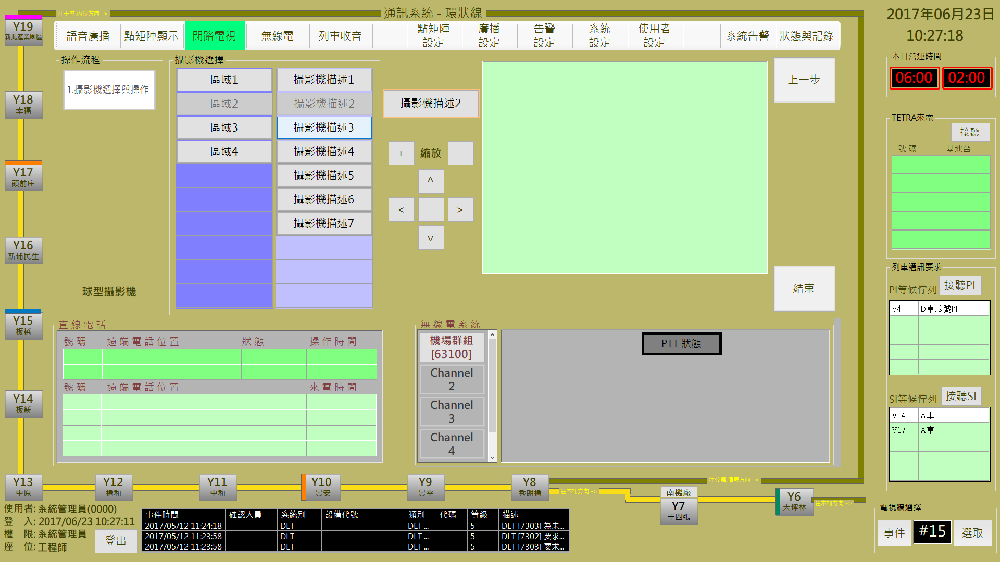 往士林,內湖方向 ->
通訊系統 - 環狀線
2017年06月23日
10:27:18
語音廣播
點矩陣顯示
閉路電視
無線電
列車收音
點矩陣
設定
廣播
設定
告警
設定
系統
設定
使用者
設定
系統告警
狀態與記錄
本日營運時間
06:00
02:00
Y19
新北產業園區
Y18
幸福
Y17
頭前庄
Y16
新埔民生
Y15
板橋
Y14
板新
操作流程
1.攝影機選擇與操作
球型攝影機
攝影機選擇
區域1
區域2
區域3
區域4
攝影機描述1
攝影機描述2
攝影機描述3
攝影機描述4
攝影機描述5
攝影機描述6
攝影機描述7
攝影機描述2
+ 縮放 -
^
< · >
v
上一步
結束
TETRA來電
接聽
號 碼 基地台
列車通訊要求
PI等候佇列 接聽PI
V4 D車, 9號PI
SI等候佇列 接聽SI
V14 A車
V17 A車
直 線 電 話
號 碼 遠 端 電 話 位 置 狀 態 操 作 時 間
號 碼 遠 端 電 話 位 置 來 電 時 間
無 線 電 系 統
機場群組
[63100]
Channel
2
Channel
3
Channel
4
PTT 狀態
Y13
中原
Y12
橋和
Y11
中和
Y10
景安
Y9
景平
Y8
秀朗橋
往公館,信義方向 ->
往木柵方向 ->
南機廠
Y7
十四張
Y6
大坪林
往木柵方向 ->
使用者: 系統管理員(0000)
登 入: 2017/06/23 10:27:11
權 限: 系統管理員
座 位: 工程師
登出
事件時間 確認人員 系統別 設備代號 類別 代碼 等級 描述
2017/05/12 11:24:18 DLT DLT ... 5 DLT [7303] 為未...
2017/05/12 11:23:58 DLT DLT ... 5 DLT [7302] 要求...
2017/05/12 11:23:58 DLT DLT ... 5 DLT [7303] 要求...
電視牆選擇
事件
#15
選取